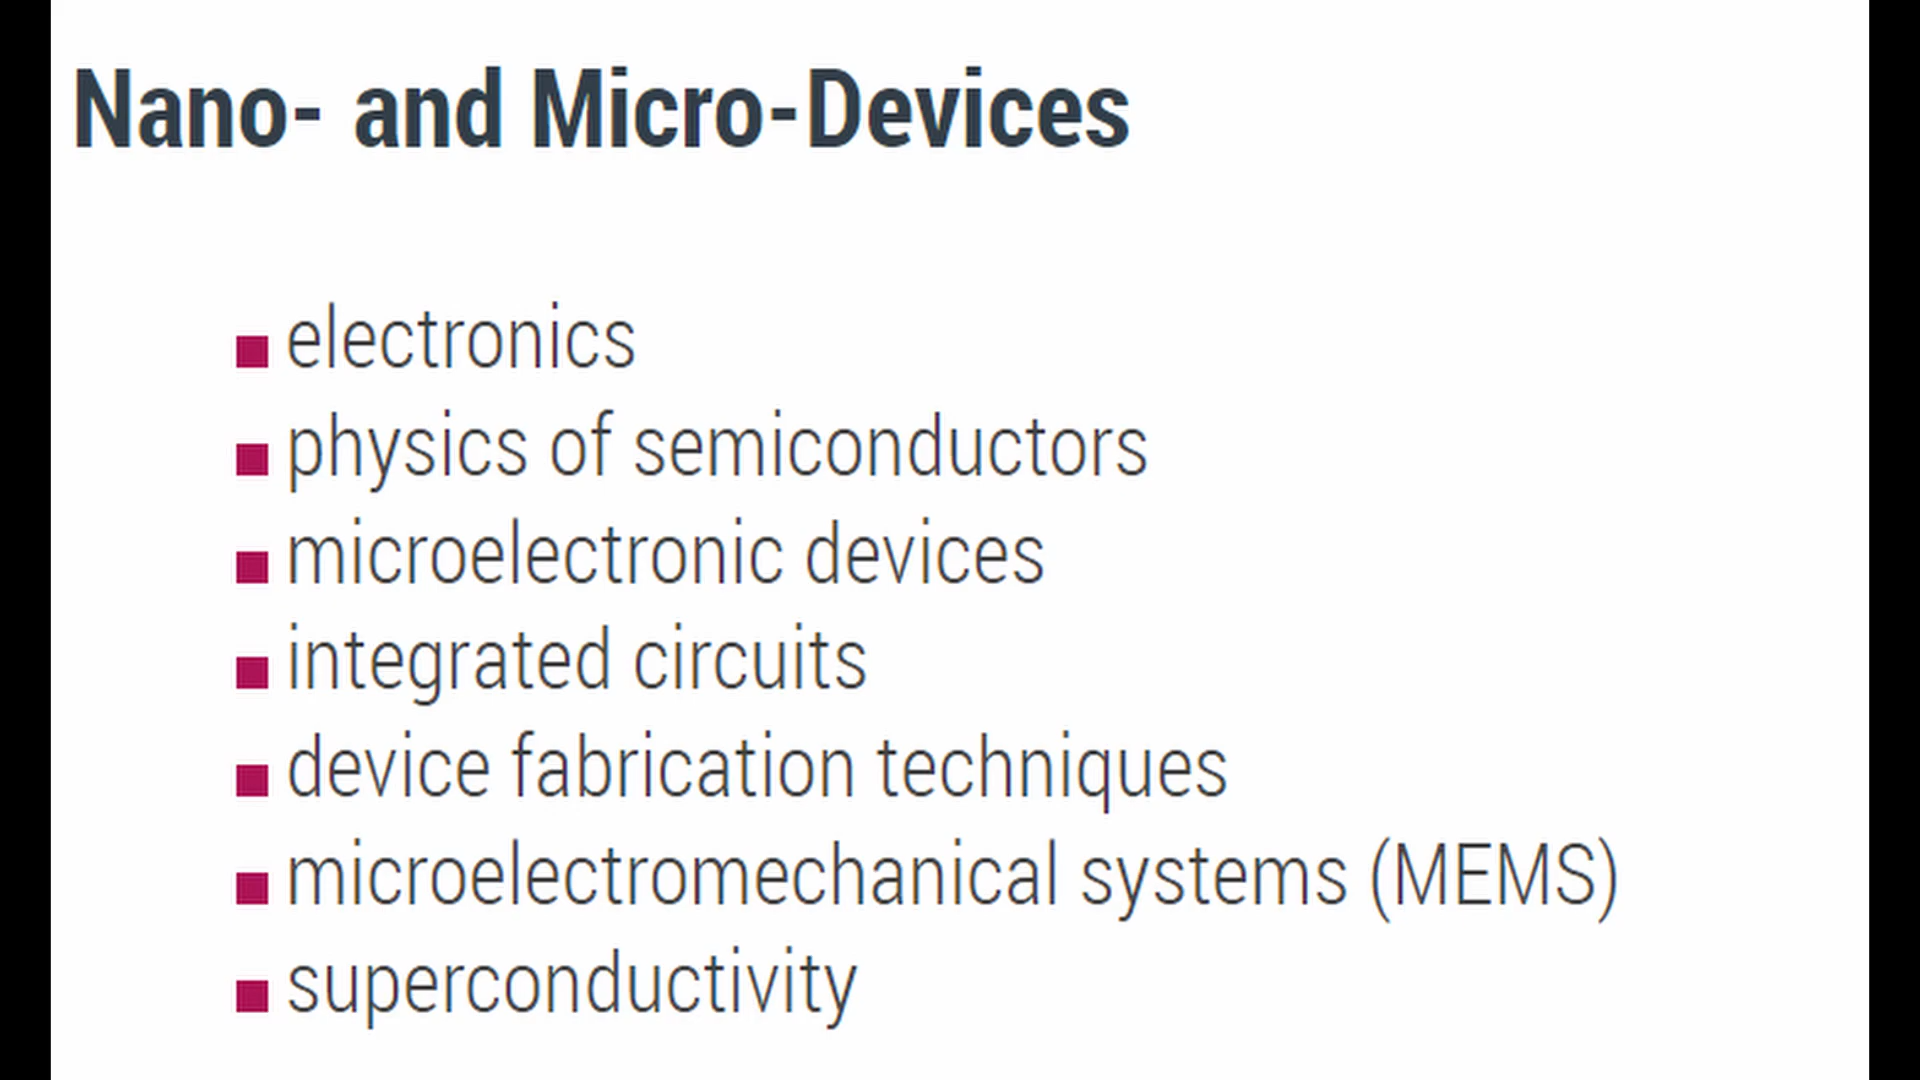 Nano- and Micro-Devices
electronics
physics of semiconductors
microelectronic devices
integrated circuits
device fabrication techniques
microelectromechanical systems (MEMS)
superconductivity